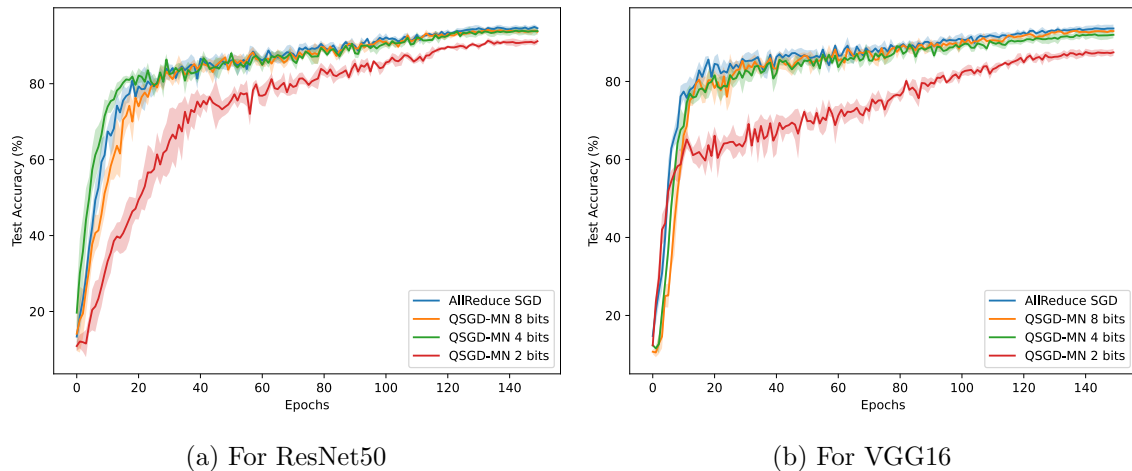 80
60
40
20
Test Accuracy (%)
0 20 40 60 80 100 120 140
Epochs
AllReduce SGD
QSGD-MN 8 bits
QSGD-MN 4 bits
QSGD-MN 2 bits
(a) For ResNet50
80
60
40
20
Test Accuracy (%)
0 20 40 60 80 100 120 140
Epochs
AllReduce SGD
QSGD-MN 8 bits
QSGD-MN 4 bits
QSGD-MN 2 bits
(b) For VGG16